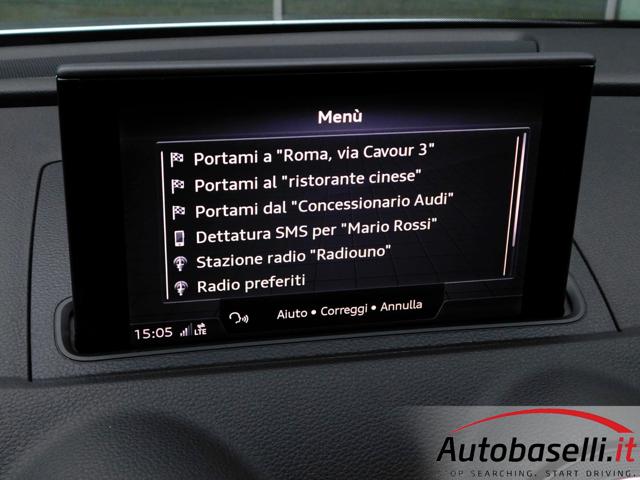 Menù
Portami a "Roma, via Cavour 3"
Portami al "ristorante cinese"
Portami dal "Concessionario Audi"
Dettatura SMS per "Mario Rossi"
Stazione radio "Radiouno"
Radio preferiti
Aiuto • Correggi • Annulla
15:05 LTE
Autobaselli.it
OP SEARCHING. START DRIVING.